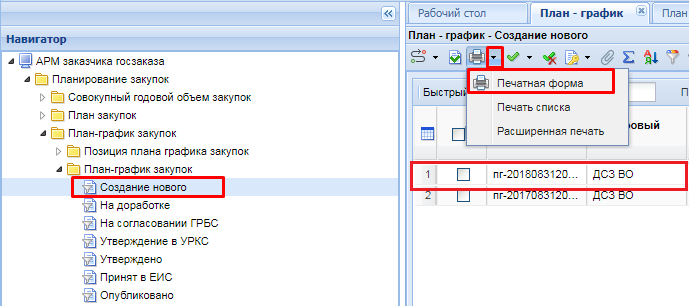 Навигатор
АРМ заказчика госзаказа
Планирование закупок
Совокупный годовой объем закупок
План закупок
План-график закупок
Позиция плана графика закупок
План-график закупок
Создание нового
На доработке
На согласовании ГРБС
Утверждение в УРКС
Утверждено
Принят в ЕИС
Опубликовано
Рабочий стол
План - график
План
План - график - Создание нового
Быстрый
П
Печатная форма
Печать списка
Расширенная печать
1 пг-2018083120... ДСЗ ВО
2 пг-2017083120... ДСЗ ВО